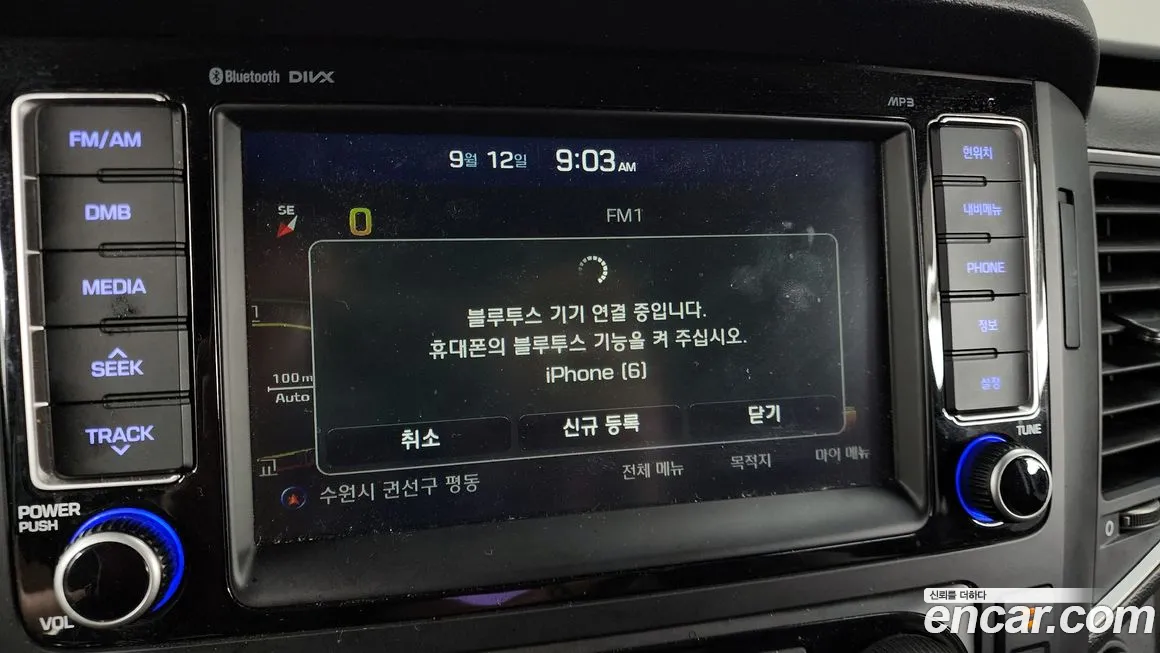 Bluetooth DIVX
MP3
FM/AM
DMB
MEDIA
SEEK
TRACK
POWER
PUSH
VOL
9월 12일 9:03 AM
SE
0
FM1
블루투스 기기 연결 중입니다.
휴대폰의 블루투스 기능을 켜 주십시오.
iPhone (6)
취소 신규 등록 닫기
100m
Auto
수원시 권선구 평동
전체 메뉴 목적지 마이 메뉴
현위치
내비메뉴
PHONE
정보
설정
TUNE
0
신뢰를 더하다
encar.com